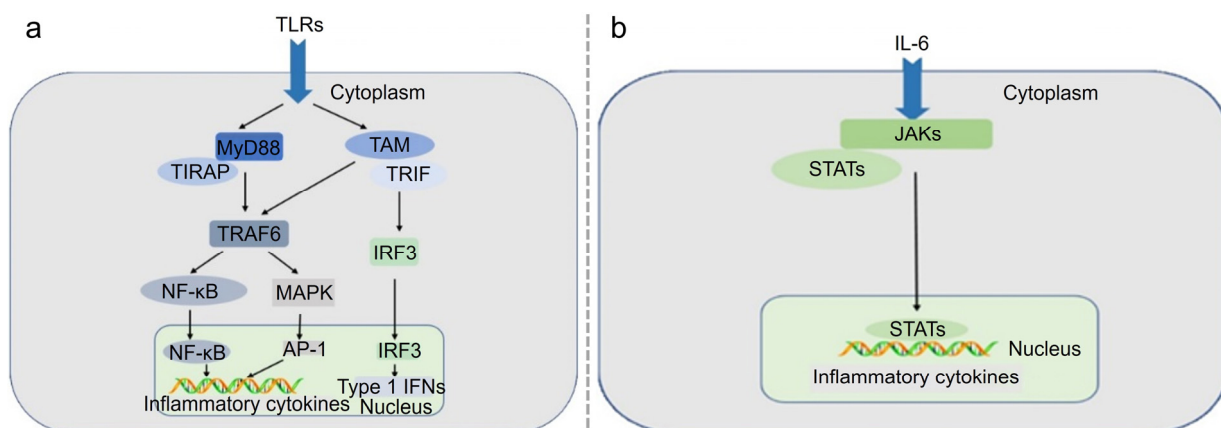 a
TLRs
Cytoplasm
MyD88
TAM
TIRAP
TRIF
TRAF6
IRF3
NF-κB
MAPK
NF-κB
AP-1
IRF3
Type 1 IFNs
Inflammatory cytokines
Nucleus
b
IL-6
Cytoplasm
JAKs
STATs
STATs
Nucleus
Inflammatory cytokines